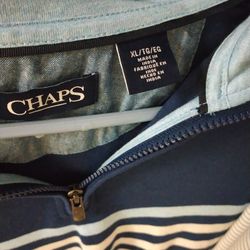 CHAPS
XL/TG/EG
MADE IN
INDIA
FABRIQUÉ EN
INDE
HECHO EN
INDIA